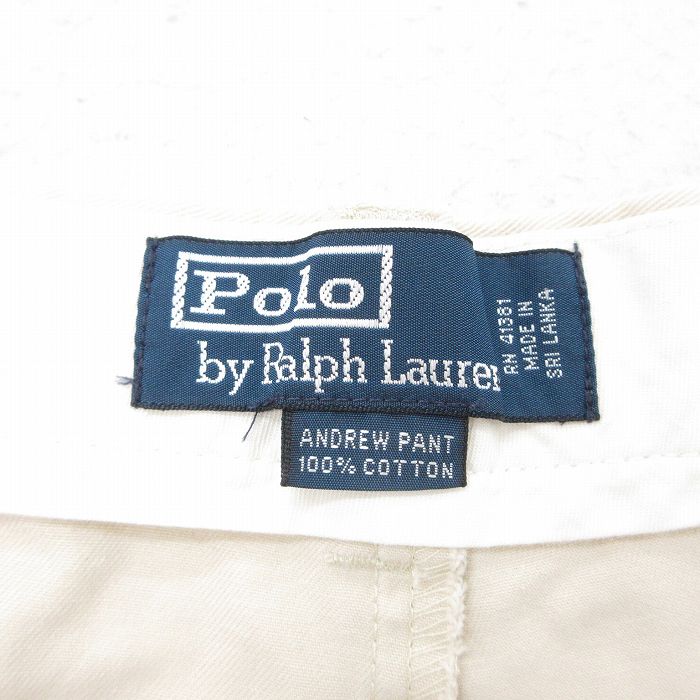 Polo
by Ralph Lauren
RN 41381
MADE IN
SRI LANKA
ANDREW PANT
100% COTTON